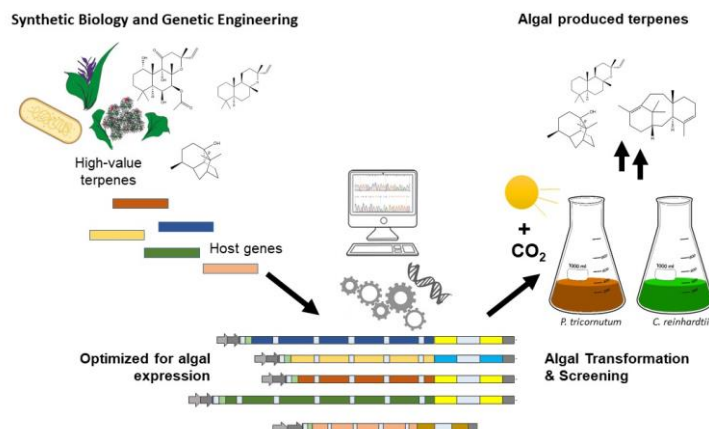 Synthetic Biology and Genetic Engineering
Algal produced terpenes
OH
High-value
terpenes
Host genes
+
CO2
1000 ml
1000 ml
P. tricornutum
C. reinhardtii
Optimized for algal
expression
Algal Transformation
& Screening